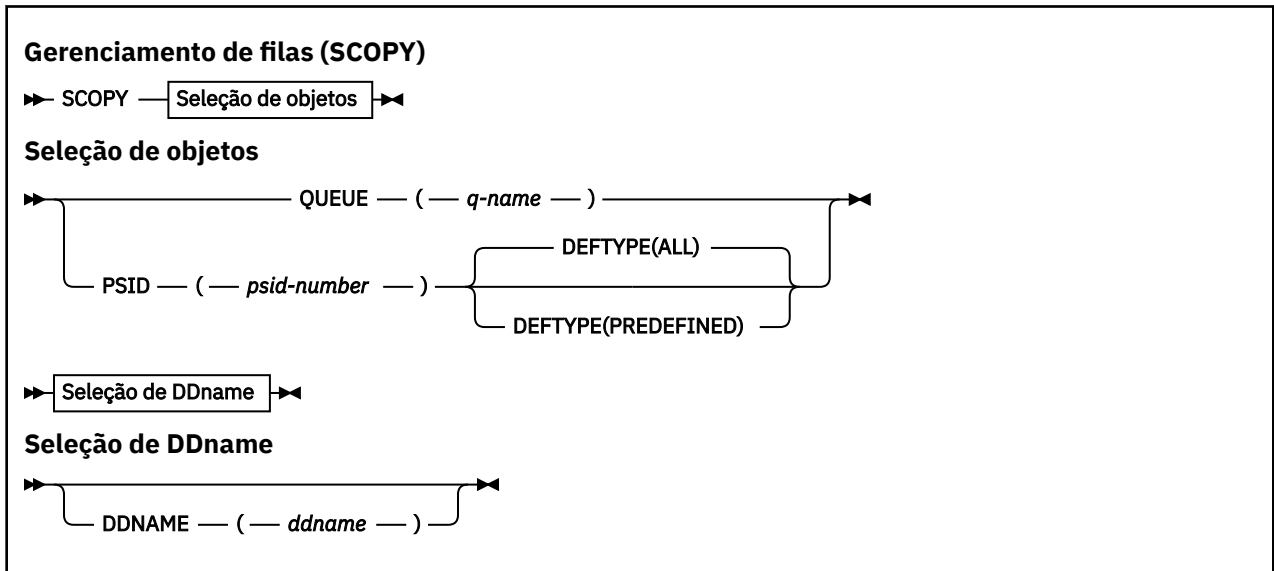 Gerenciamento de filas (SCOPY)
SCOPY Seleção de objetos
Seleção de objetos
QUEUE ( q-name )
DEFTYPE(ALL)
PSID ( psid-number )
DEFTYPE(PREDEFINED)
Seleção de DDname
Seleção de DDname
DDNAME ( ddname )